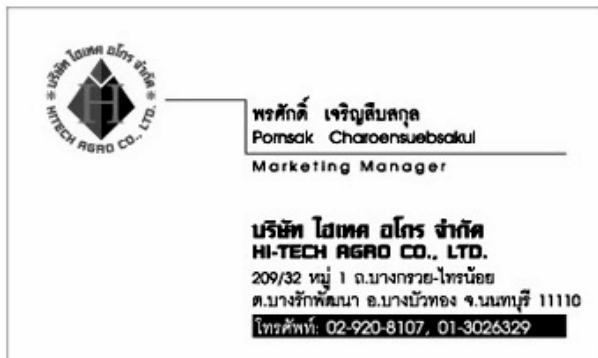 บริษัท ไฮเทค อโกร จำกัด
HITECH AGRO CO., LTD.
H
พรศักดิ์ เจริญสืบสกุล
Pornsak Charoensuebsakul
Marketing Manager
บริษัท ไฮเทค อโกร จำกัด
HI-TECH AGRO CO., LTD.
209/32 หมู่ 1 ถ.บางกรวย-ไทรน้อย
ต.บางรักพัฒนา อ.บางบัวทอง จ.นนทบุรี 11110
โทรศัพท์: 02-920-8107, 01-3026329